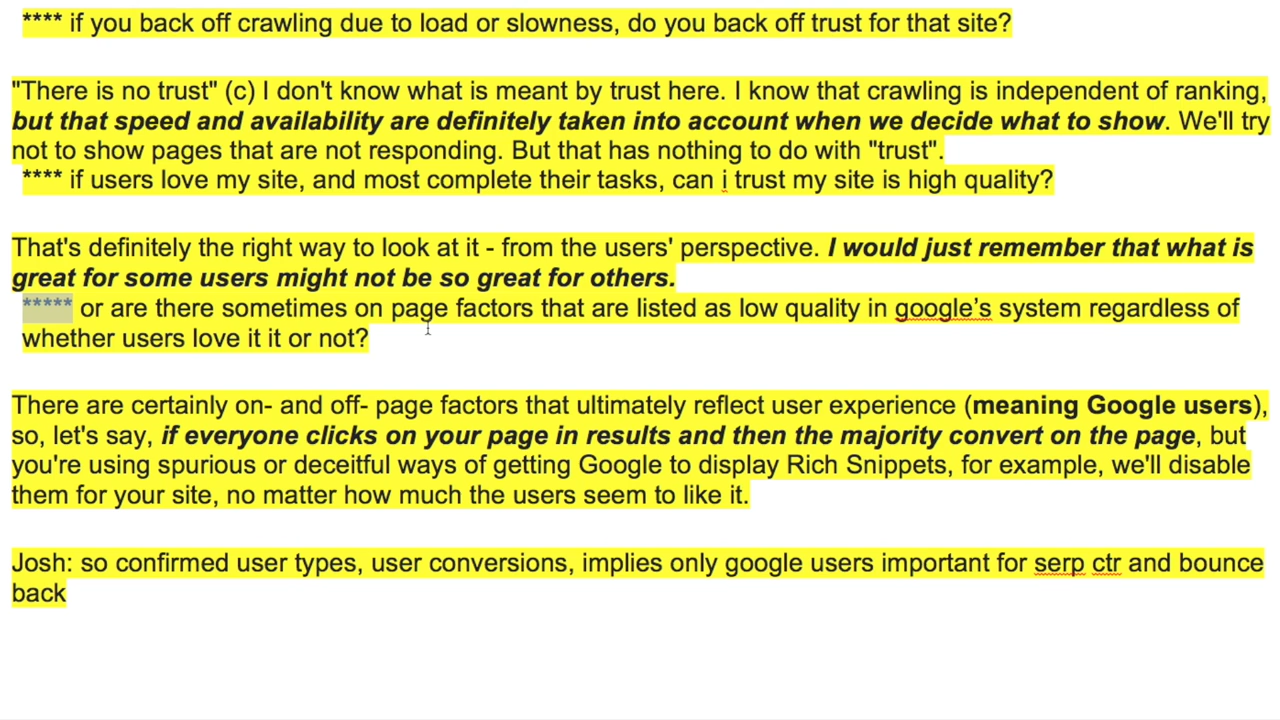 **** if you back off crawling due to load or slowness, do you back off trust for that site?
"There is no trust" (c) I don't know what is meant by trust here. I know that crawling is independent of ranking,
but that speed and availability are definitely taken into account when we decide what to show. We'll try
not to show pages that are not responding. But that has nothing to do with "trust".
**** if users love my site, and most complete their tasks, can i trust my site is high quality?
That's definitely the right way to look at it - from the users' perspective. I would just remember that what is
great for some users might not be so great for others.
***** or are there sometimes on page factors that are listed as low quality in google's system regardless of
whether users love it it or not?
There are certainly on- and off- page factors that ultimately reflect user experience (meaning Google users),
so, let's say, if everyone clicks on your page in results and then the majority convert on the page, but
you're using spurious or deceitful ways of getting Google to display Rich Snippets, for example, we'll disable
them for your site, no matter how much the users seem to like it.
Josh: so confirmed user types, user conversions, implies only google users important for serp ctr and bounce
back